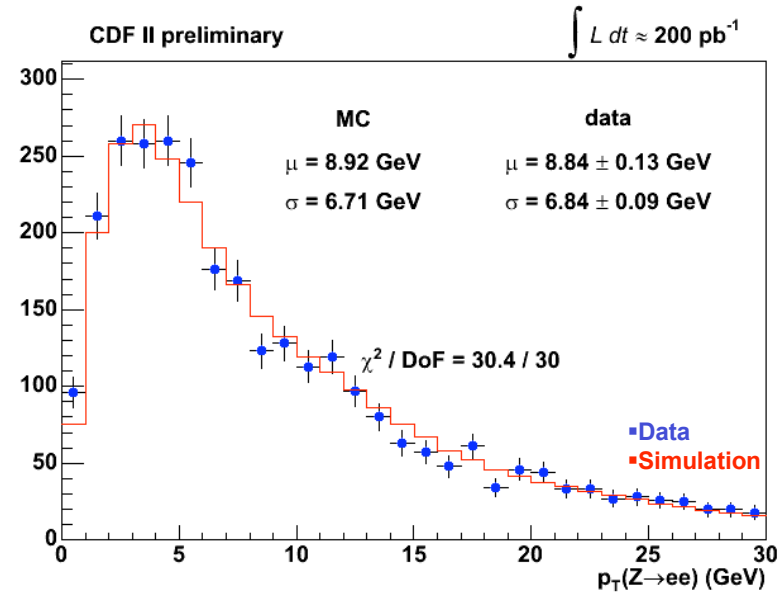 CDF II preliminary
∫ L dt ≈ 200 pb⁻¹
300
250
200
150
100
50
0
MC data
μ = 8.92 GeV μ = 8.84 ± 0.13 GeV
σ = 6.71 GeV σ = 6.84 ± 0.09 GeV
χ² / DoF = 30.4 / 30
Data
Simulation
0 5 10 15 20 25 30
p_T(Z→ee) (GeV)